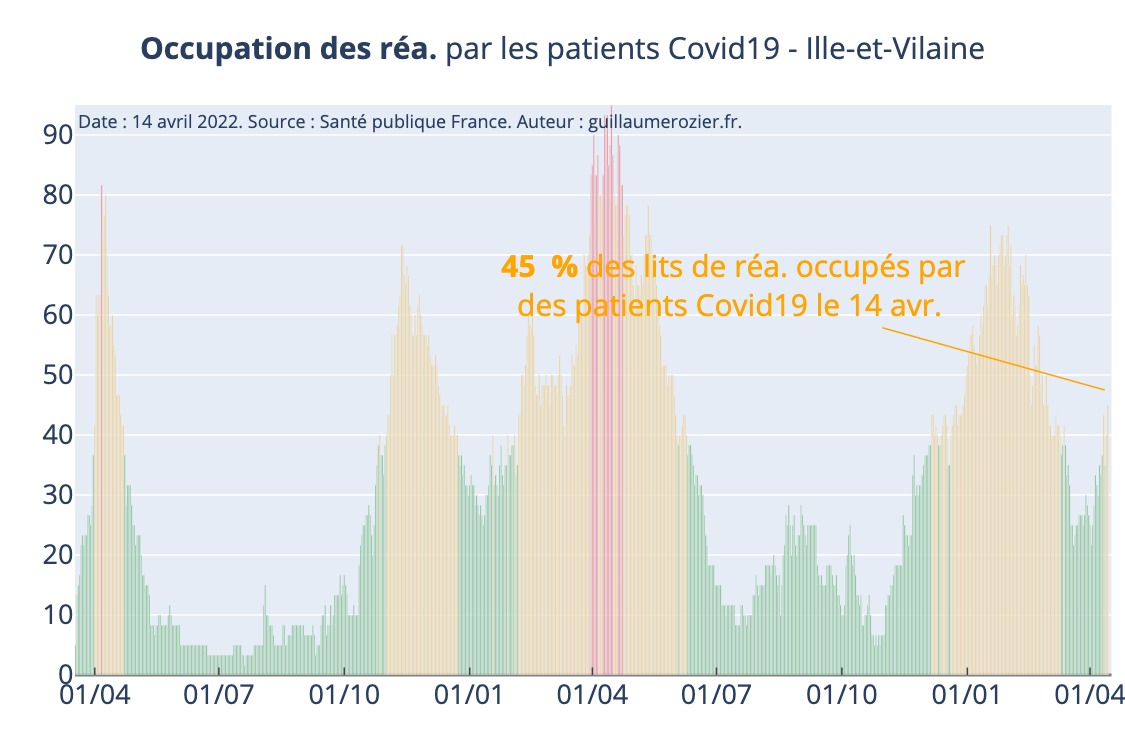 Occupation des réa. par les patients Covid19 - Ille-et-Vilaine
Date : 14 avril 2022. Source : Santé publique France. Auteur : guillaumerozier.fr.
90
80
70
45 % des lits de réa. occupés par
des patients Covid19 le 14 avr.
60
50
40
30
20
10
0
01/04 01/07 01/10 01/01 01/04 01/07 01/10 01/01 01/04